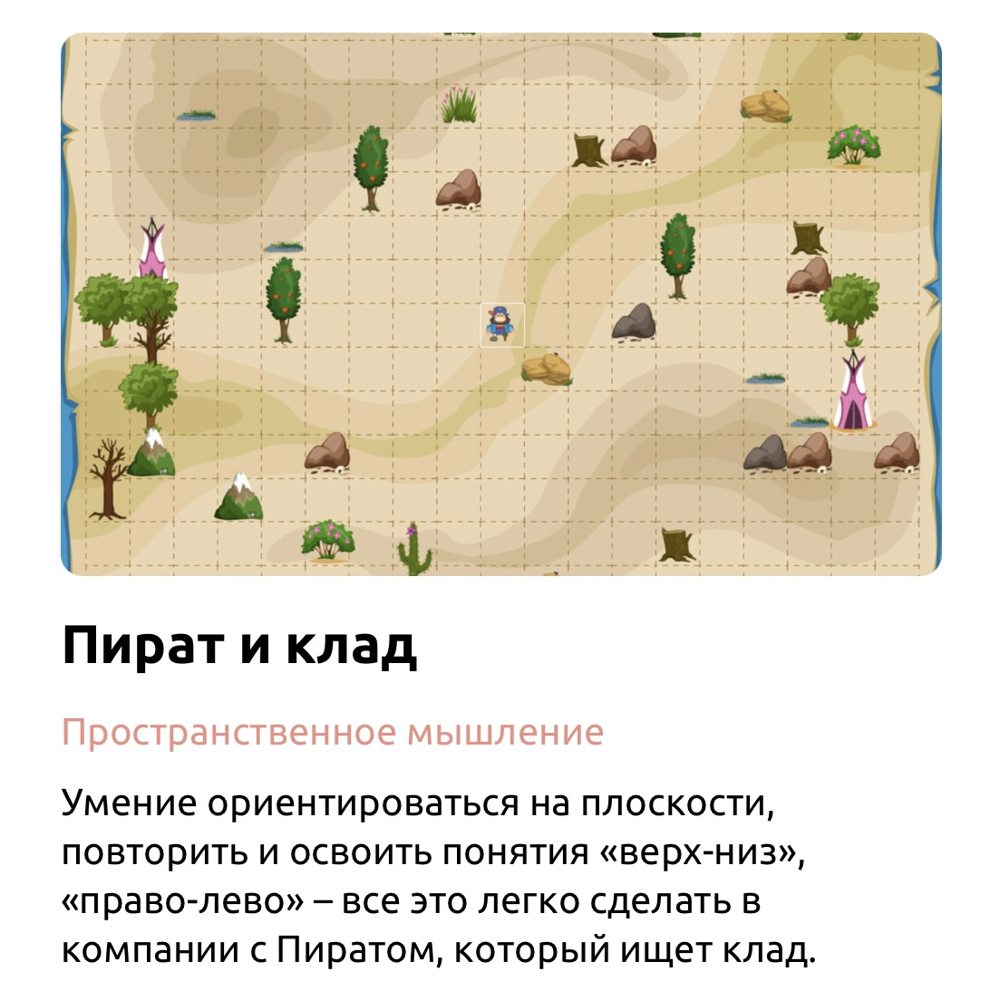 Пират и клад
Пространственное мышление
Умение ориентироваться на плоскости,
повторить и освоить понятия «верх-низ»,
«право-лево» – все это легко сделать в
компании с Пиратом, который ищет клад.